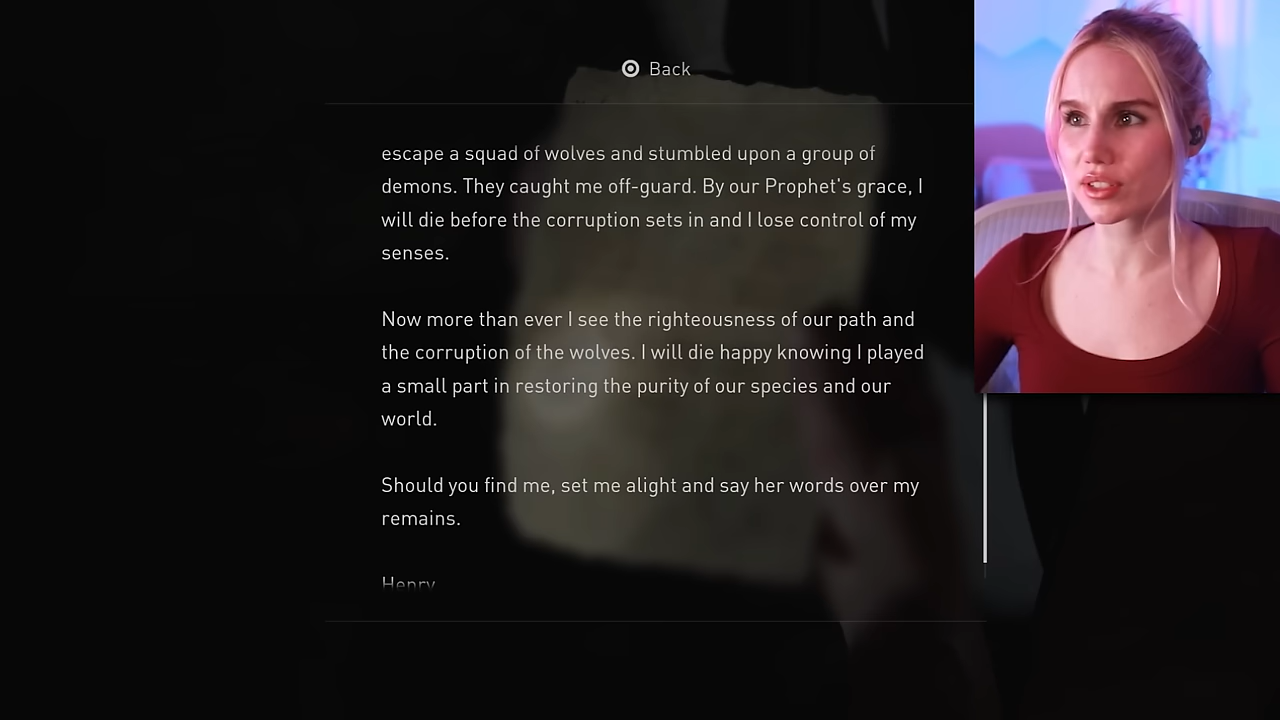 Back
escape a squad of wolves and stumbled upon a group of
demons. They caught me off-guard. By our Prophet's grace, I
will die before the corruption sets in and I lose control of my
senses.
Now more than ever I see the righteousness of our path and
the corruption of the wolves. I will die happy knowing I played
a small part in restoring the purity of our species and our
world.
Should you find me, set me alight and say her words over my
remains.
Henry